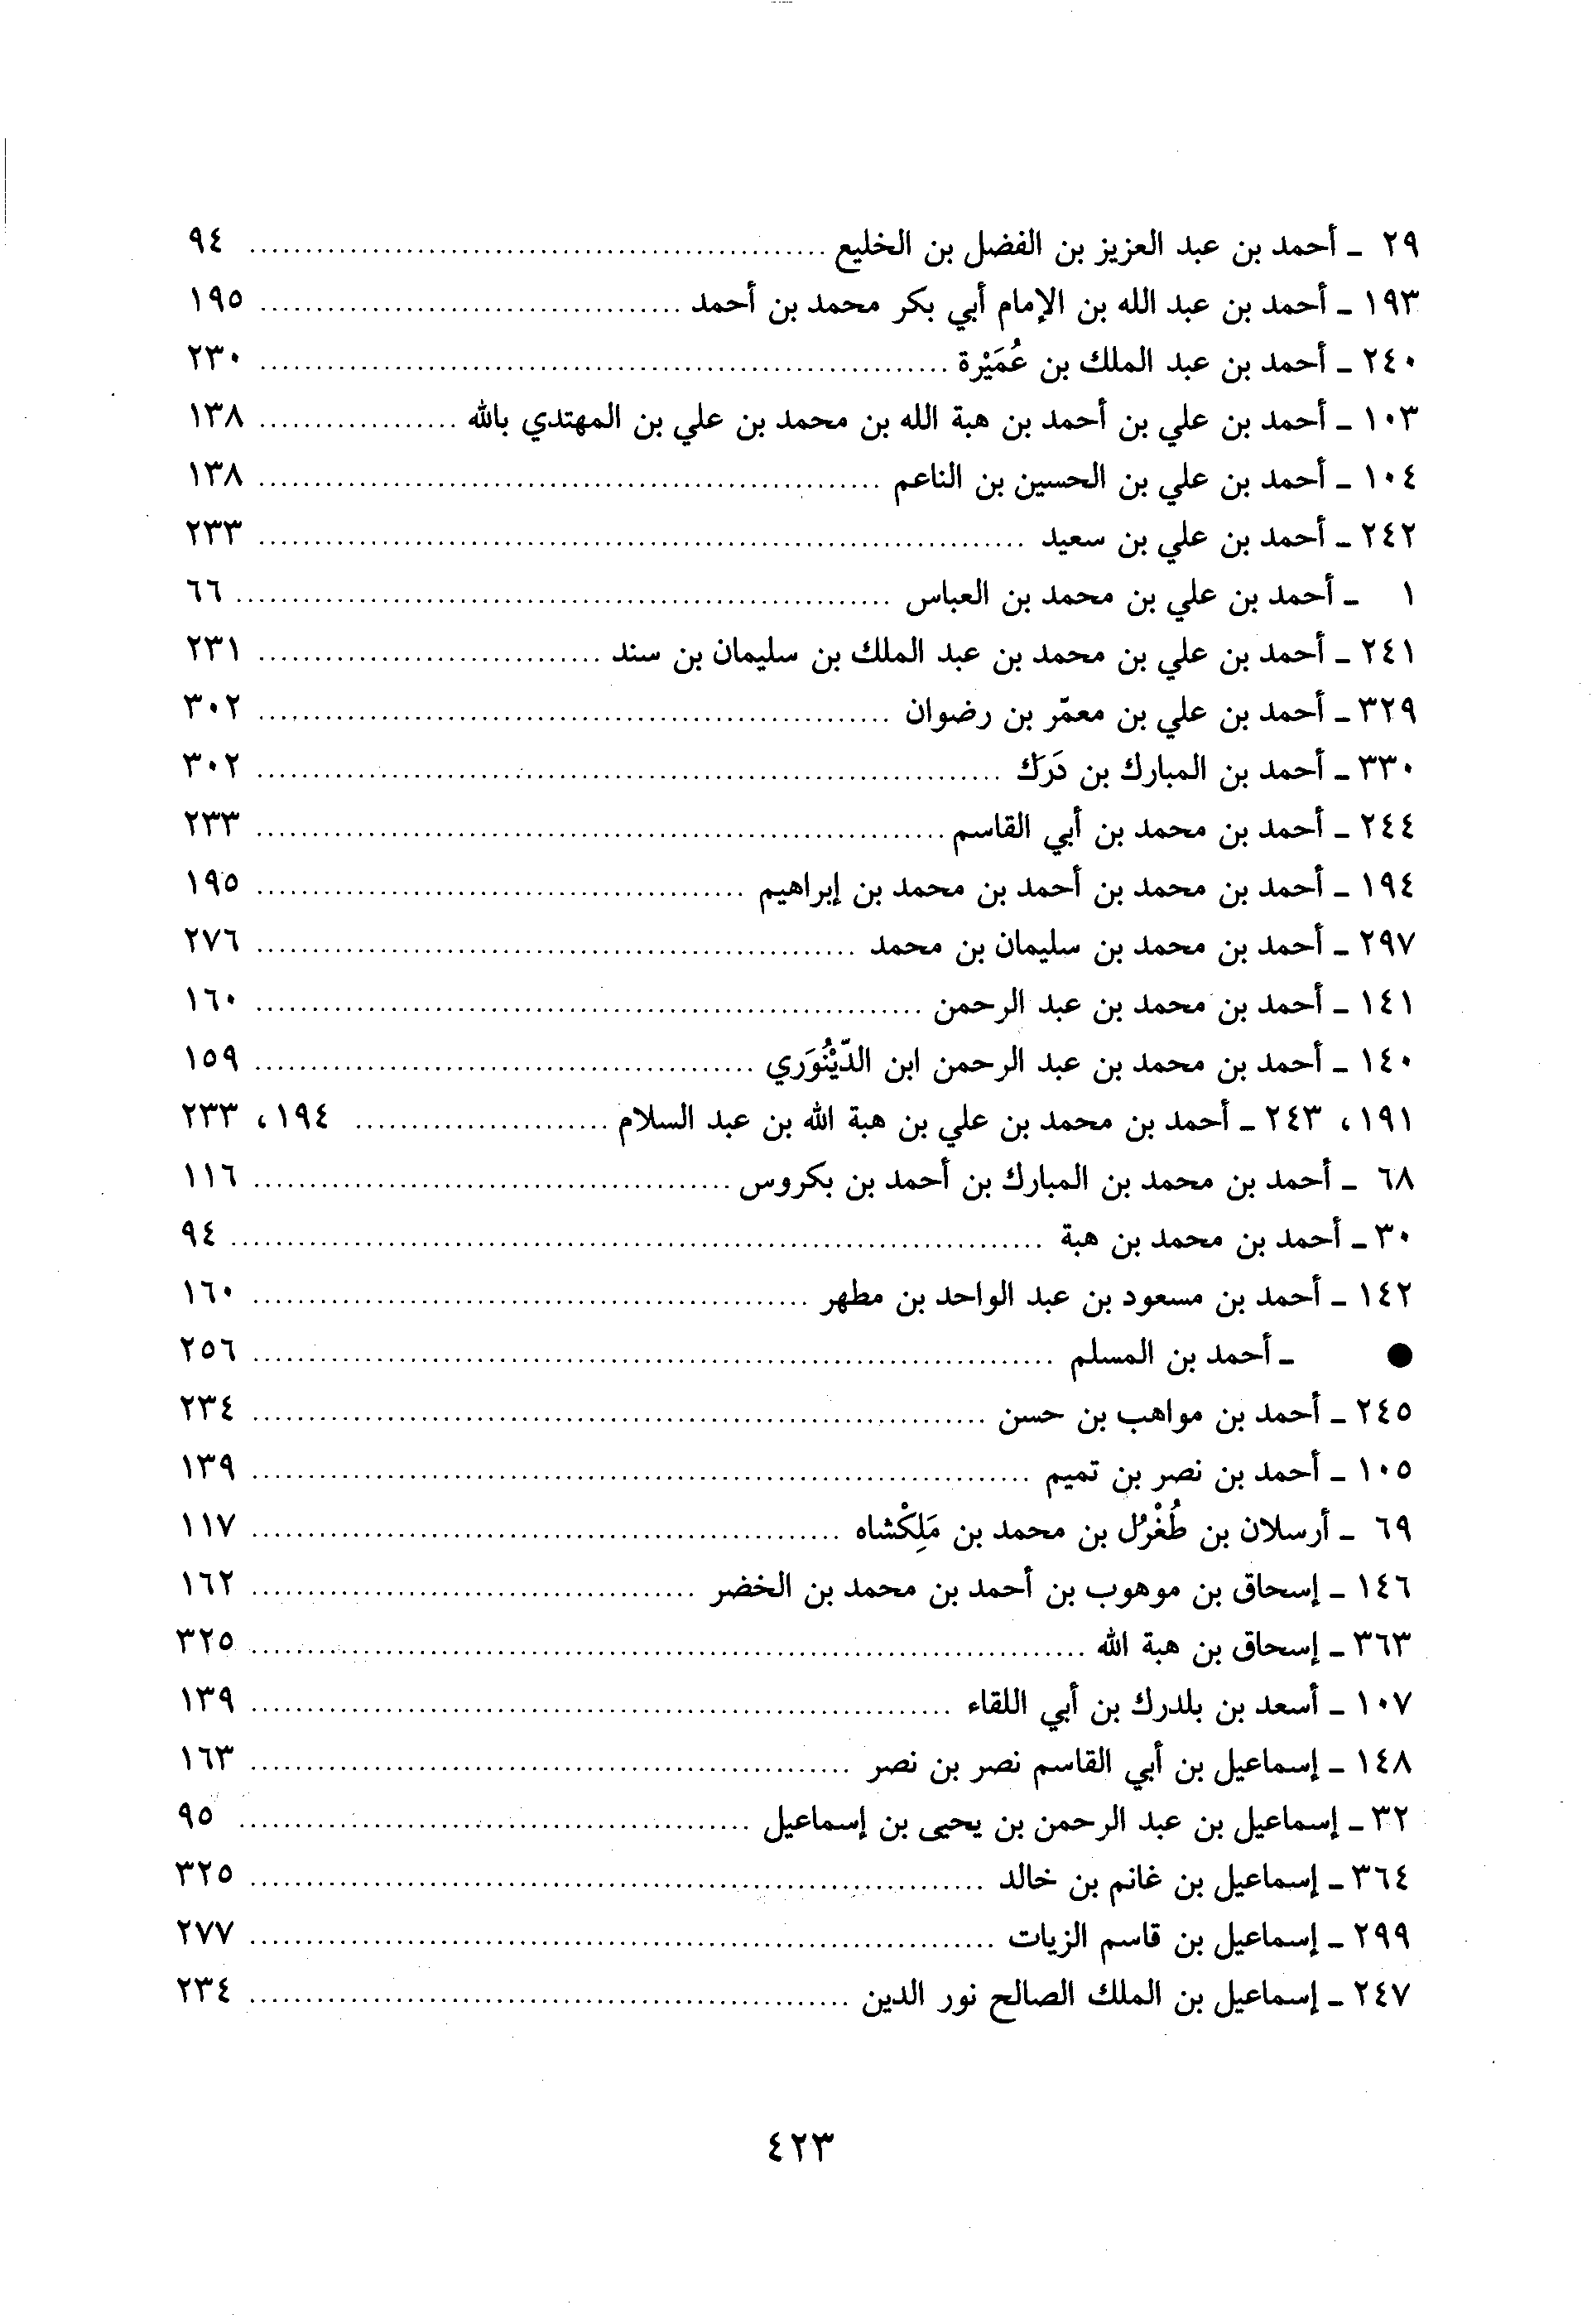 ٢٩ ـ أحمد بن عبد العزيز بن الفضل بن الخليع ........ ٩٤
١٩٣ ـ أحمد بن عبد الله بن الإمام أبي بكر محمد بن أحمد ........ ١٩٥
٢٤٠ ـ أحمد بن عبد الملك بن عُمَيْرة ........ ٢٣٠
١٠٣ ـ أحمد بن علي بن أحمد بن هبة الله بن محمد بن علي بن المهتدي بالله ........ ١٣٨
١٠٤ ـ أحمد بن علي بن الحسين بن الناعم ........ ١٣٨
٢٤٢ ـ أحمد بن علي بن سعيد ........ ٢٣٣
١ ـ أحمد بن علي بن محمد بن العباس ........ ٦٦
٢٤١ ـ أحمد بن علي بن محمد بن عبد الملك بن سليمان بن سند ........ ٢٣١
٣٢٩ ـ أحمد بن علي بن معمّر بن رضوان ........ ٣٠٢
٣٣٠ ـ أحمد بن المبارك بن دَرَك ........ ٣٠٢
٢٤٤ ـ أحمد بن محمد بن أبي القاسم ........ ٢٣٣
١٩٤ ـ أحمد بن محمد بن أحمد بن محمد بن إبراهيم ........ ١٩٥
٢٩٧ ـ أحمد بن محمد بن سليمان بن محمد ........ ٢٧٦
١٤١ ـ أحمد بن محمد بن عبد الرحمن ........ ١٦٠
١٤٠ ـ أحمد بن محمد بن عبد الرحمن ابن الدِّيْنُوَري ........ ١٥٩
١٩١، ٢٤٣ ـ أحمد بن محمد بن علي بن هبة الله بن عبد السلام ........ ١٩٤، ٢٣٣
٦٨ ـ أحمد بن محمد بن المبارك بن أحمد بن بكروس ........ ١١٦
٣٠ ـ أحمد بن محمد بن هبة ........ ٩٤
١٤٢ ـ أحمد بن مسعود بن عبد الواحد بن مطهر ........ ١٦٠
● ـ أحمد بن المسلم ........ ٢٥٦
٢٤٥ ـ أحمد بن مواهب بن حسن ........ ٢٣٤
١٠٥ ـ أحمد بن نصر بن تميم ........ ١٣٩
٦٩ ـ أرسلان بن طُغْرُل بن محمد بن مَلِكْشاه ........ ١١٧
١٤٦ ـ إسحاق بن موهوب بن أحمد بن محمد بن الخضر ........ ١٦٢
٣٦٣ ـ إسحاق بن هبة الله ........ ٣٢٥
١٠٧ ـ أسعد بن بلدرك بن أبي اللقاء ........ ١٣٩
١٤٨ ـ إسماعيل بن أبي القاسم نصر بن نصر ........ ١٦٣
٣٢ ـ إسماعيل بن عبد الرحمن بن يحيى بن إسماعيل ........ ٩٥
٣٦٤ ـ إسماعيل بن غانم بن خالد ........ ٣٢٥
٢٩٩ ـ إسماعيل بن قاسم الزيات ........ ٢٧٧
٢٤٧ ـ إسماعيل بن الملك الصالح نور الدين ........ ٢٣٤
٤٢٣